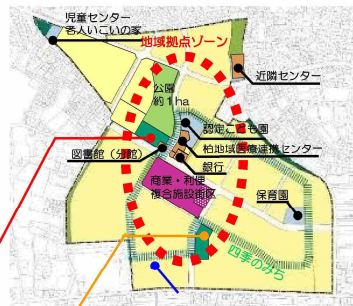 児童センター
老人いこいの家
地域拠点ゾーン
近隣センター
公園
約1ha
認定こども園
柏地域医療連携センター
図書館(分館)
銀行
商業・利便
複合施設街区
保育園
四季のみち